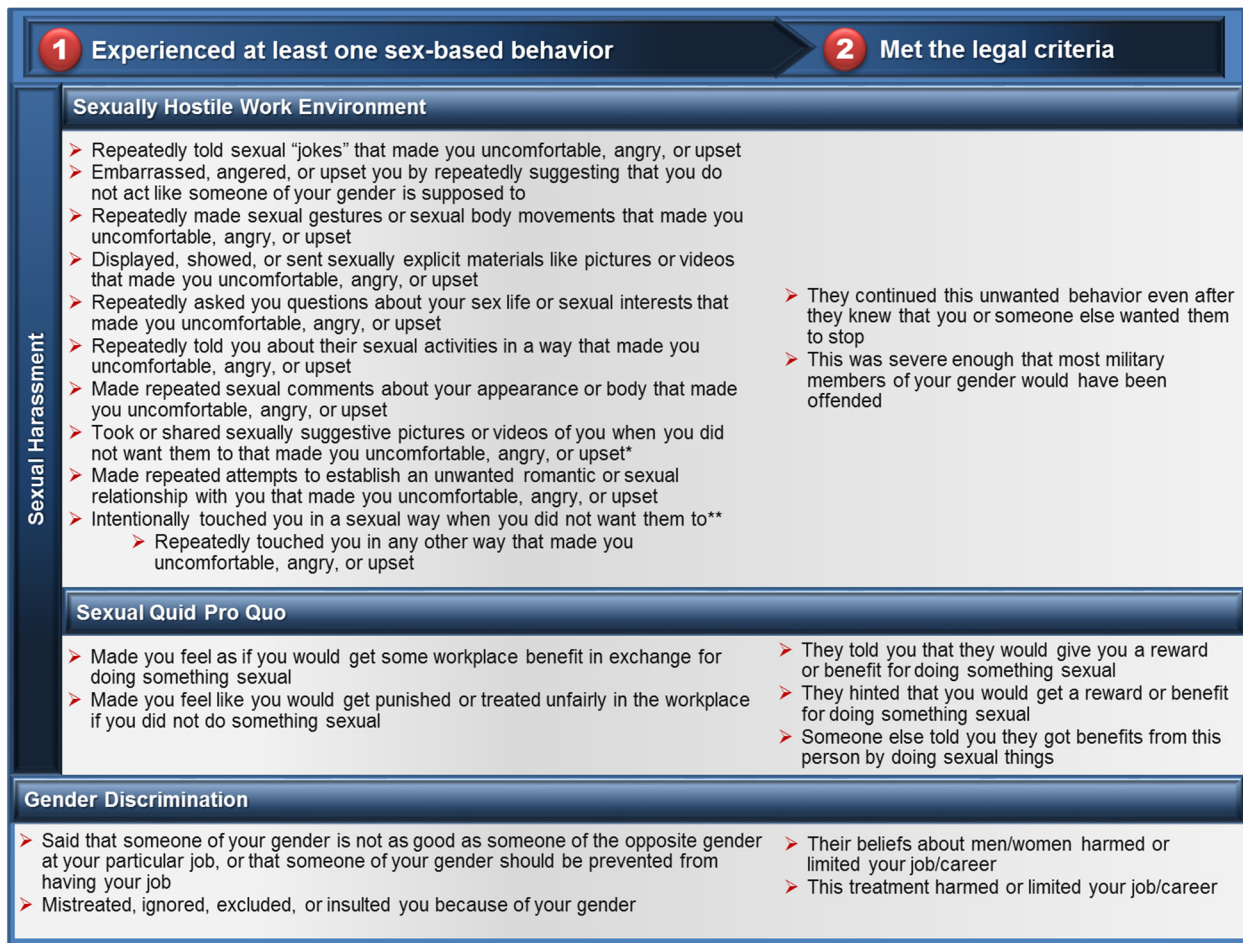 1 Experienced at least one sex-based behavior
2 Met the legal criteria
Sexual Harassment
Sexually Hostile Work Environment
➢ Repeatedly told sexual “jokes” that made you uncomfortable, angry, or upset
➢ Embarrassed, angered, or upset you by repeatedly suggesting that you do
not act like someone of your gender is supposed to
➢ Repeatedly made sexual gestures or sexual body movements that made you
uncomfortable, angry, or upset
➢ Displayed, showed, or sent sexually explicit materials like pictures or videos
that made you uncomfortable, angry, or upset
➢ Repeatedly asked you questions about your sex life or sexual interests that
made you uncomfortable, angry, or upset
➢ Repeatedly told you about their sexual activities in a way that made you
uncomfortable, angry, or upset
➢ Made repeated sexual comments about your appearance or body that made
you uncomfortable, angry, or upset
➢ Took or shared sexually suggestive pictures or videos of you when you did
not want them to that made you uncomfortable, angry, or upset*
➢ Made repeated attempts to establish an unwanted romantic or sexual
relationship with you that made you uncomfortable, angry, or upset
➢ Intentionally touched you in a sexual way when you did not want them to**
➢ Repeatedly touched you in any other way that made you
uncomfortable, angry, or upset
➢ They continued this unwanted behavior even after
they knew that you or someone else wanted them
to stop
➢ This was severe enough that most military
members of your gender would have been
offended
Sexual Quid Pro Quo
➢ Made you feel as if you would get some workplace benefit in exchange for
doing something sexual
➢ Made you feel like you would get punished or treated unfairly in the workplace
if you did not do something sexual
➢ They told you that they would give you a reward
or benefit for doing something sexual
➢ They hinted that you would get a reward or benefit
for doing something sexual
➢ Someone else told you they got benefits from this
person by doing sexual things
Gender Discrimination
➢ Said that someone of your gender is not as good as someone of the opposite gender
at your particular job, or that someone of your gender should be prevented from
having your job
➢ Mistreated, ignored, excluded, or insulted you because of your gender
➢ Their beliefs about men/women harmed or
limited your job/career
➢ This treatment harmed or limited your job/career